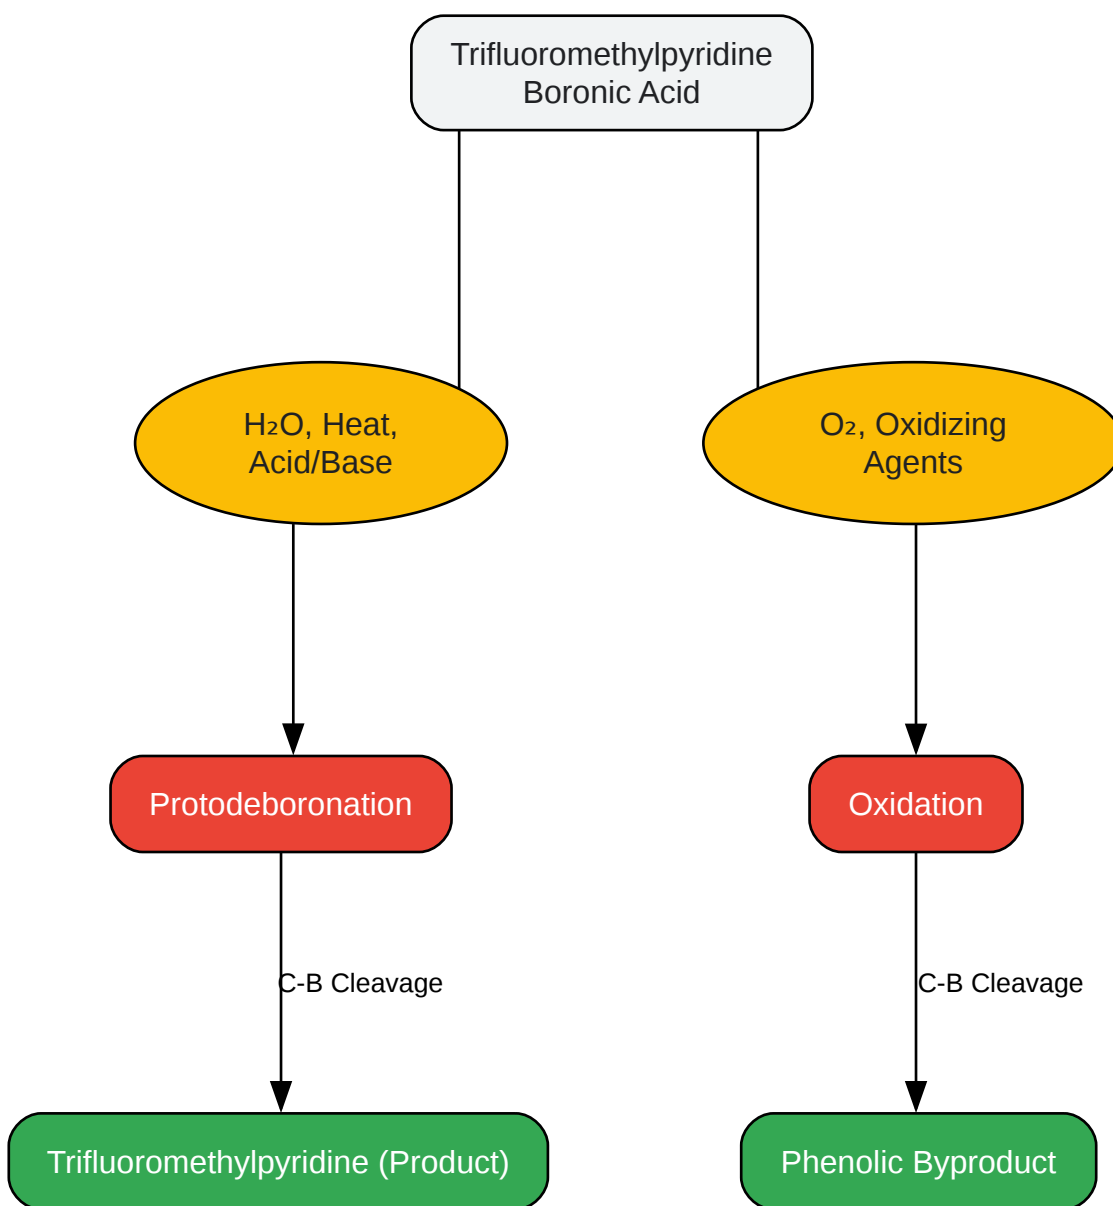 Trifluoromethylpyridine
Boronic Acid
H₂O, Heat,
Acid/Base
O₂, Oxidizing
Agents
Protodeboronation
Oxidation
C-B Cleavage
C-B Cleavage
Trifluoromethylpyridine (Product)
Phenolic Byproduct